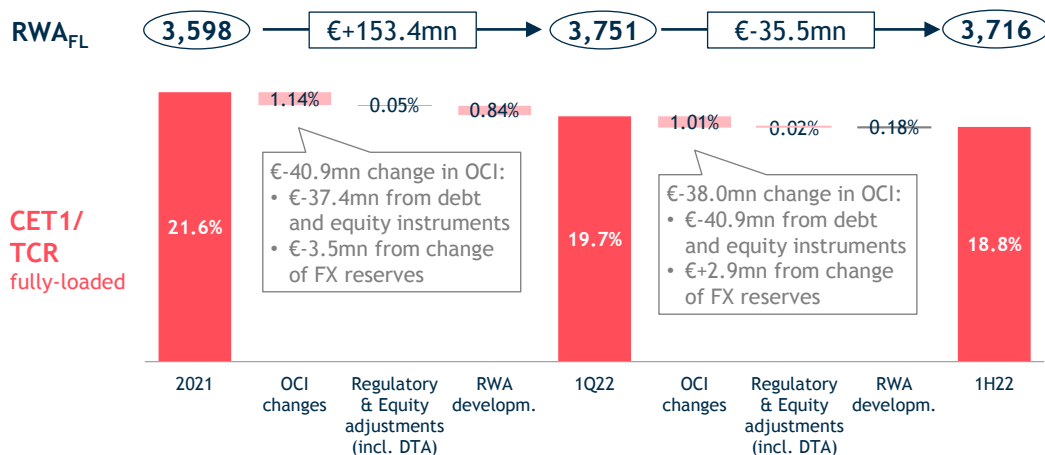 RWAFL
3,598
€+153.4mn
3,751
€-35.5mn
3,716
1.14%
0.05%
0.84%
1.01%
0.02%
0.18%
€-40.9mn change in OCI:
• €-37.4mn from debt
and equity instruments
• €-3.5mn from change
of FX reserves
€-38.0mn change in OCI:
• €-40.9mn from debt
and equity instruments
• €+2.9mn from change
of FX reserves
CET1/
TCR
fully-loaded
21.6%
19.7%
18.8%
2021
OCI
changes
Regulatory
& Equity
adjustments
(incl. DTA)
RWA
developm.
1Q22
OCI
changes
Regulatory
& Equity
adjustments
(incl. DTA)
RWA
developm.
1H22